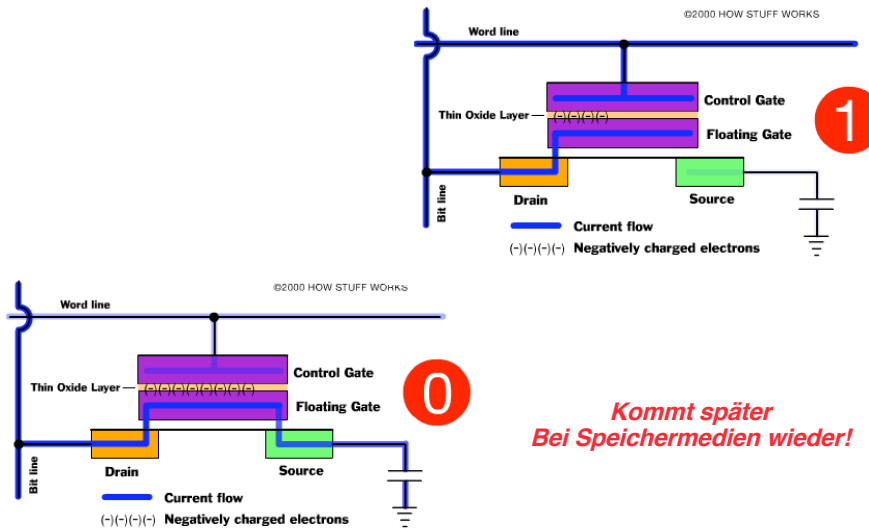 ©2000 HOW STUFF WORKS
Word line
Control Gate
Thin Oxide Layer
(-)(-)(-)(-)
Floating Gate
1
Bit line
Drain
Source
Current flow
(-)(-)(-)(-) Negatively charged electrons
©2000 HOW STUFF WORKS
Word line
Control Gate
Thin Oxide Layer
(-)(-)(-)(-)(-)(-)(-)(-)
Floating Gate
0
Bit line
Drain
Source
Current flow
(-)(-)(-)(-) Negatively charged electrons
Kommt später
Bei Speichermedien wieder!